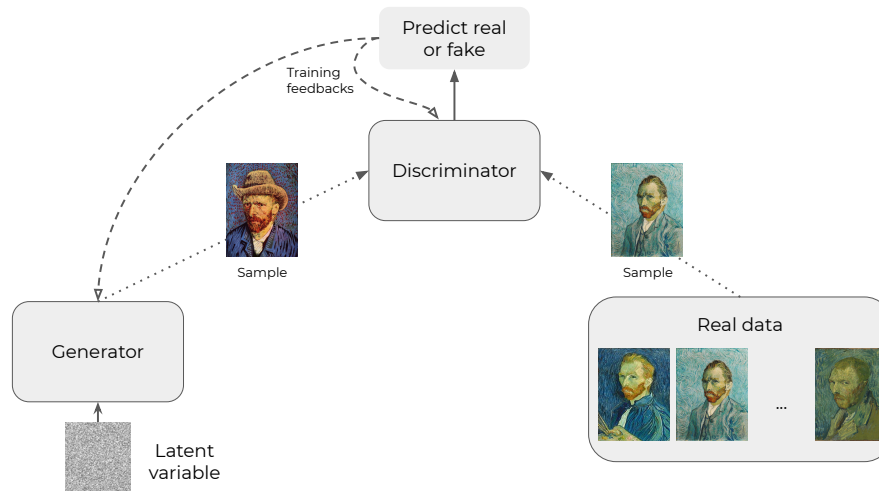 Predict real
or fake
Training
feedbacks
Discriminator
Sample
Sample
Generator
Real data
...
Latent
variable